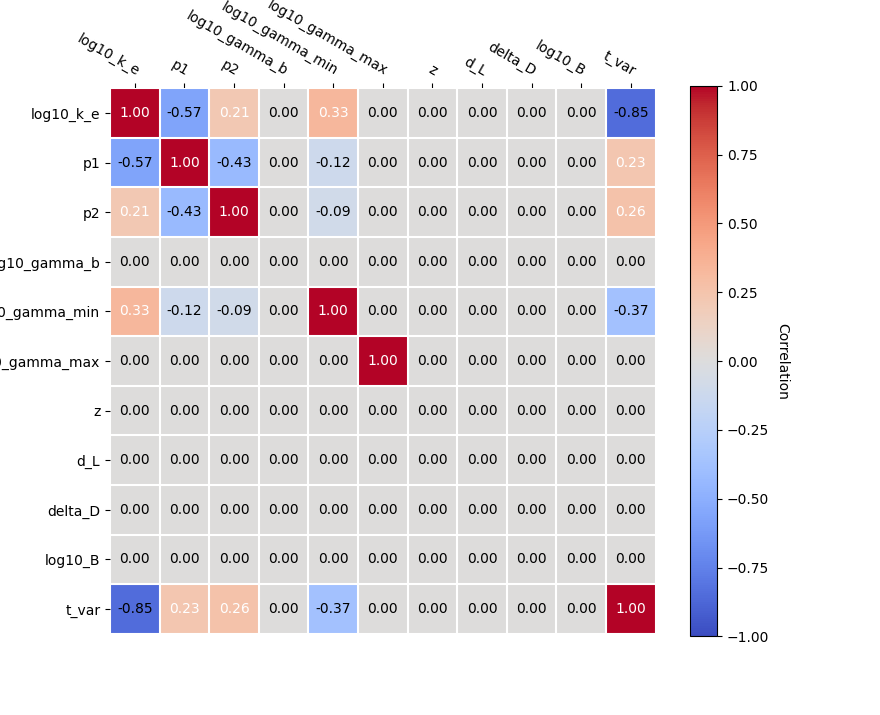 log10_k_e p1 p2 log10_gamma_b log10_gamma_min log10_gamma_max z d_L delta_D log10_B t_var
log10_k_e 1.00 -0.57 0.21 0.00 0.33 0.00 0.00 0.00 0.00 0.00 -0.85
p1 -0.57 1.00 -0.43 0.00 -0.12 0.00 0.00 0.00 0.00 0.00 0.23
p2 0.21 -0.43 1.00 0.00 -0.09 0.00 0.00 0.00 0.00 0.00 0.26
g10_gamma_b 0.00 0.00 0.00 0.00 0.00 0.00 0.00 0.00 0.00 0.00 0.00
0_gamma_min 0.33 -0.12 -0.09 0.00 1.00 0.00 0.00 0.00 0.00 0.00 -0.37
0_gamma_max 0.00 0.00 0.00 0.00 0.00 1.00 0.00 0.00 0.00 0.00 0.00
z 0.00 0.00 0.00 0.00 0.00 0.00 0.00 0.00 0.00 0.00 0.00
d_L 0.00 0.00 0.00 0.00 0.00 0.00 0.00 0.00 0.00 0.00 0.00
delta_D 0.00 0.00 0.00 0.00 0.00 0.00 0.00 0.00 0.00 0.00 0.00
log10_B 0.00 0.00 0.00 0.00 0.00 0.00 0.00 0.00 0.00 0.00 0.00
t_var -0.85 0.23 0.26 0.00 -0.37 0.00 0.00 0.00 0.00 0.00 1.00
1.00
0.75
0.50
0.25
0.00
−0.25
−0.50
−0.75
−1.00
Correlation